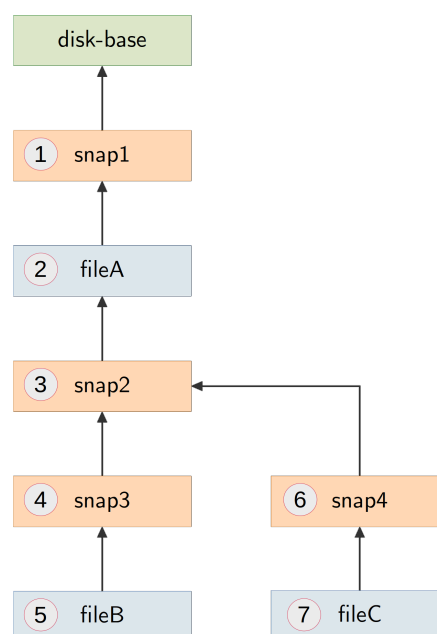 disk-base
1 snap1
2 fileA
3 snap2
4 snap3
6 snap4
5 fileB
7 fileC